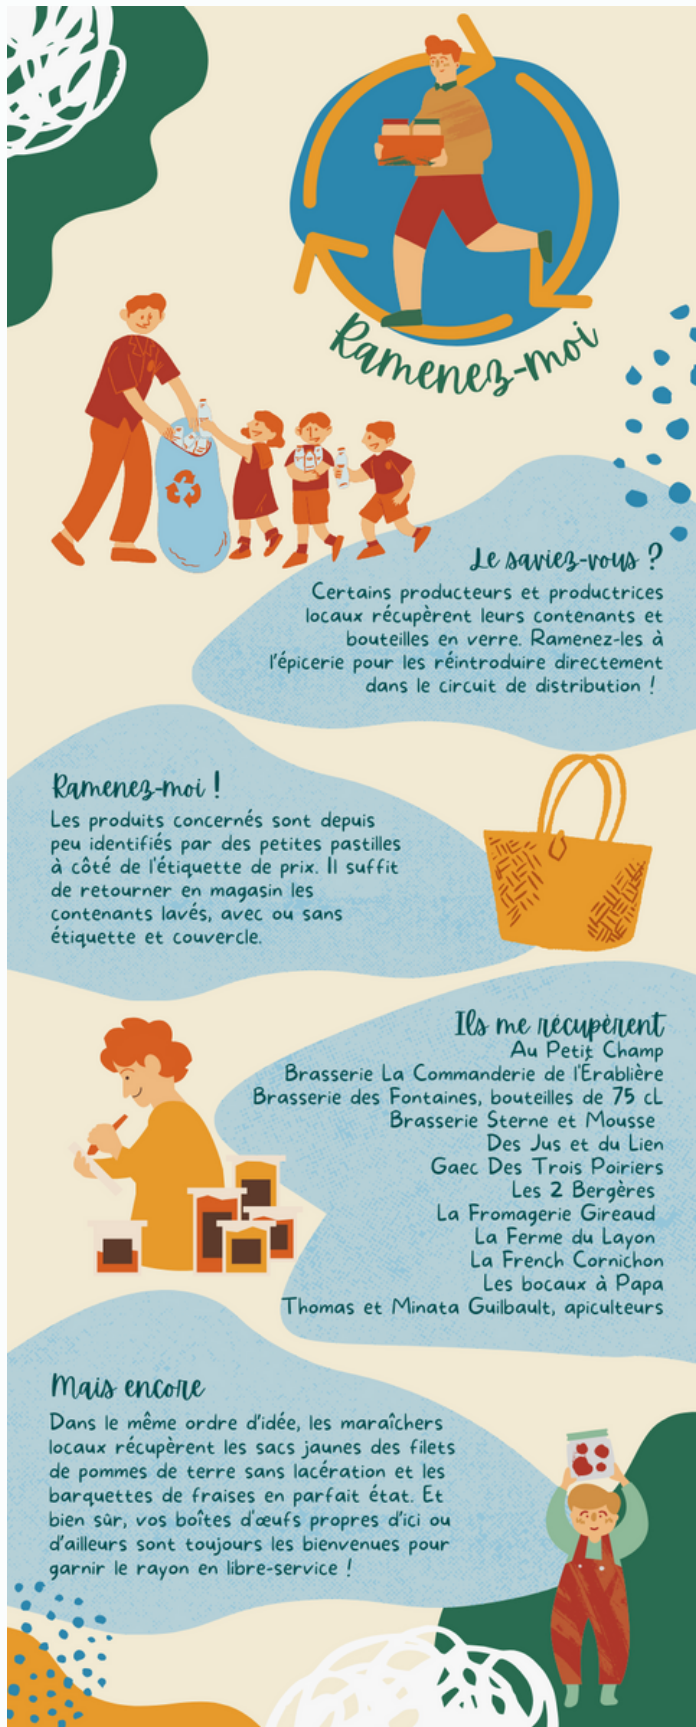 Ramenez-moi
Le saviez-vous ?
Certains producteurs et productrices
locaux récupèrent leurs contenants et
bouteilles en verre. Ramenez-les à
l'épicerie pour les réintroduire directement
dans le circuit de distribution !
Ramenez-moi !
Les produits concernés sont depuis
peu identifiés par des petites pastilles
à côté de l'étiquette de prix. Il suffit
de retourner en magasin les
contenants lavés, avec ou sans
étiquette et couvercle.
Ils me récupèrent
Au Petit Champ
Brasserie La Commanderie de l'Erablière
Brasserie des Fontaines, bouteilles de 75 cL
Brasserie Sterne et Mousse
Des Jus et du Lien
Gaec Des Trois Poiriers
Les 2 Bergères
La Fromagerie Gireaud
La Ferme du Layon
La French Cornichon
Les bocaux à Papa
Thomas et Minata Guilbault, apiculteurs
Mais encore
Dans le même ordre d'idée, les maraîchers
locaux récupèrent les sacs jaunes des filets
de pommes de terre sans lacération et les
barquettes de fraises en parfait état. Et
bien sûr, vos boîtes d'œufs propres d'ici ou
d'ailleurs sont toujours les bienvenues pour
garnir le rayon en libre-service !